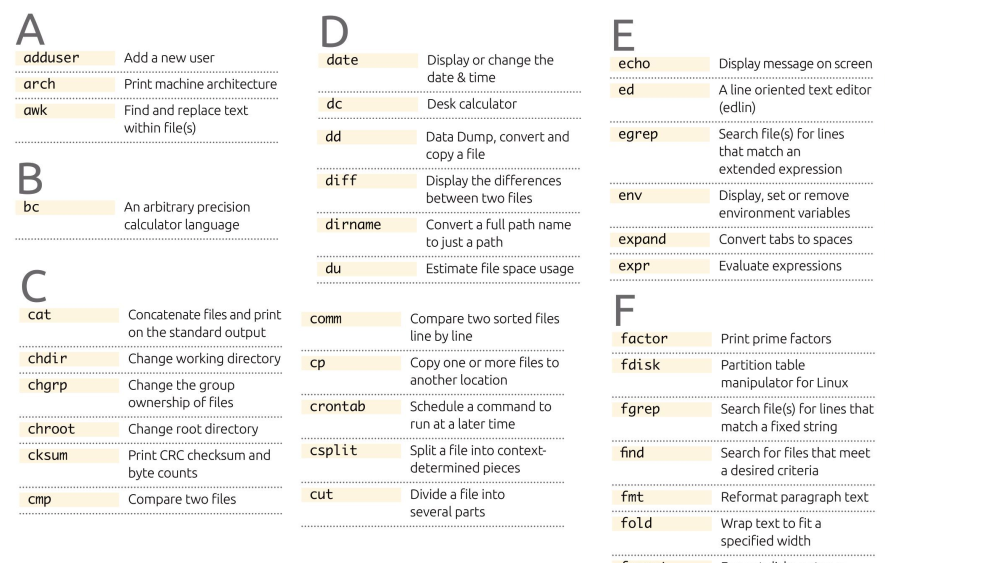 A
adduser Add a new user
arch Print machine architecture
awk Find and replace text
within file(s)
B
bc An arbitrary precision
calculator language
C
cat Concatenate files and print
on the standard output
chdir Change working directory
chgrp Change the group
ownership of files
chroot Change root directory
cksum Print CRC checksum and
byte counts
cmp Compare two files
comm Compare two sorted files
line by line
cp Copy one or more files to
another location
crontab Schedule a command to
run at a later time
csplit Split a file into context-
determined pieces
cut Divide a file into
several parts
D
date Display or change the
date & time
dc Desk calculator
dd Data Dump, convert and
copy a file
diff Display the differences
between two files
dirname Convert a full path name
to just a path
du Estimate file space usage
E
echo Display message on screen
ed A line oriented text editor
(edlin)
egrep Search file(s) for lines
that match an
extended expression
env Display, set or remove
environment variables
expand Convert tabs to spaces
expr Evaluate expressions
F
factor Print prime factors
fdisk Partition table
manipulator for Linux
fgrep Search file(s) for lines that
match a fixed string
find Search for files that meet
a desired criteria
fmt Reformat paragraph text
fold Wrap text to fit a
specified width